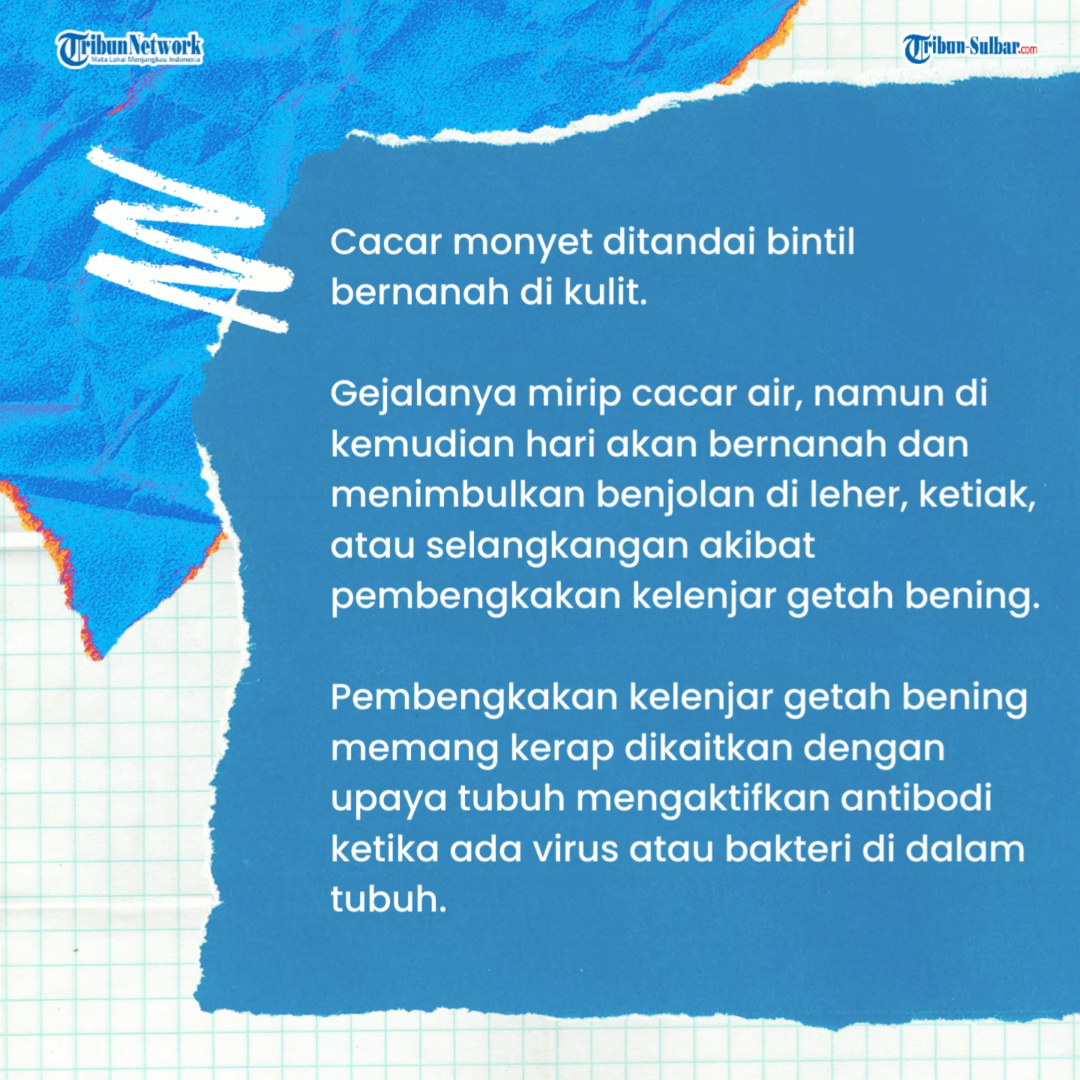 TribunNetwork
Mata Lokal Menjangkau Indonesia
Tribun-Sulbar.com
Cacar monyet ditandai bintil
bernanah di kulit.
Gejalanya mirip cacar air, namun di
kemudian hari akan bernanah dan
menimbulkan benjolan di leher, ketiak,
atau selangkangan akibat
pembengkakan kelenjar getah bening.
Pembengkakan kelenjar getah bening
memang kerap dikaitkan dengan
upaya tubuh mengaktifkan antibodi
ketika ada virus atau bakteri di dalam
tubuh.